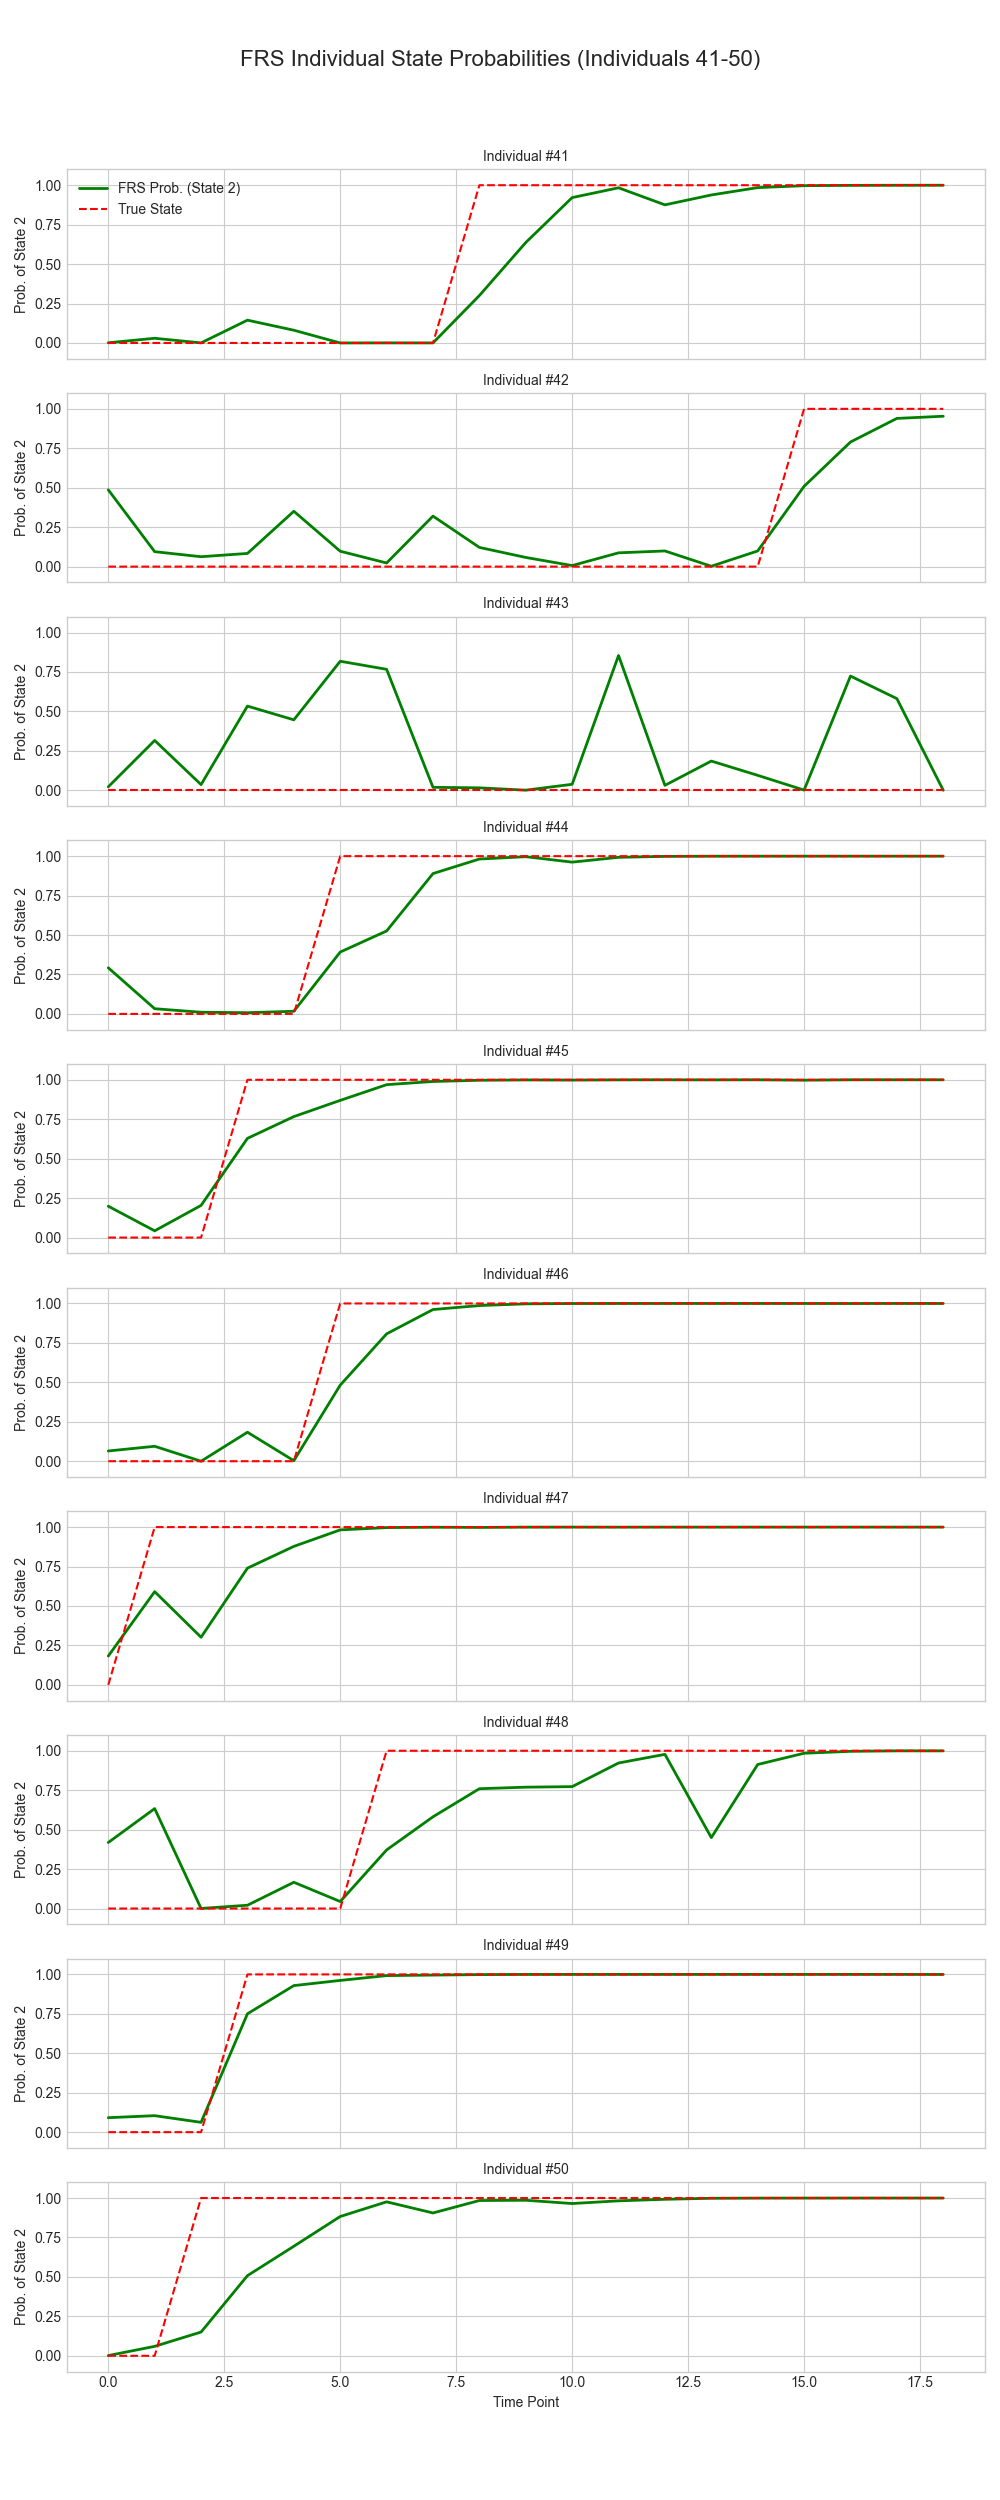 FRS Individual State Probabilities (Individuals 41-50)
Individual #41
FRS Prob. (State 2)
True State
Prob. of State 2
1.00
0.75
0.50
0.25
0.00
Individual #42
Prob. of State 2
1.00
0.75
0.50
0.25
0.00
Individual #43
Prob. of State 2
1.00
0.75
0.50
0.25
0.00
Individual #44
Prob. of State 2
1.00
0.75
0.50
0.25
0.00
Individual #45
Prob. of State 2
1.00
0.75
0.50
0.25
0.00
Individual #46
Prob. of State 2
1.00
0.75
0.50
0.25
0.00
Individual #47
Prob. of State 2
1.00
0.75
0.50
0.25
0.00
Individual #48
Prob. of State 2
1.00
0.75
0.50
0.25
0.00
Individual #49
Prob. of State 2
1.00
0.75
0.50
0.25
0.00
Individual #50
Prob. of State 2
1.00
0.75
0.50
0.25
0.00
0.0 2.5 5.0 7.5 10.0 12.5 15.0 17.5
Time Point